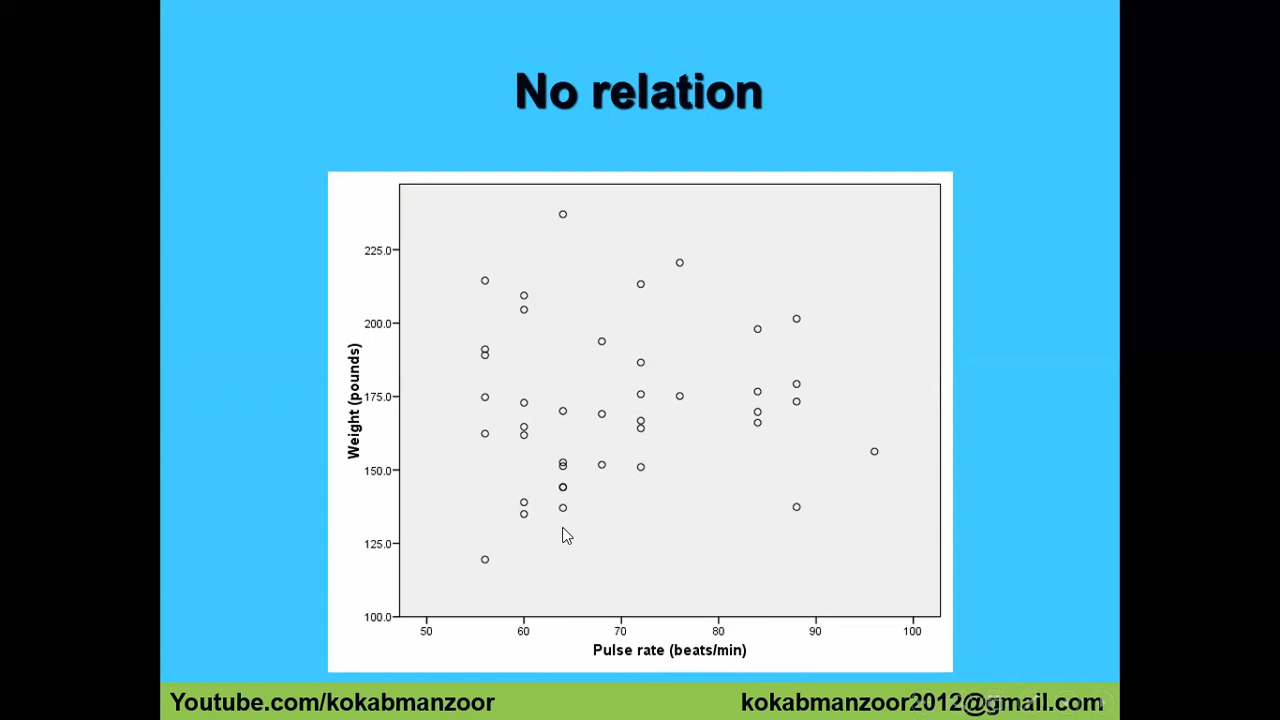 No relation
225.0
200.0
175.0
150.0
125.0
100.0
Weight (pounds)
50 60 70 80 90 100
Pulse rate (beats/min)
Youtube.com/kokabmanzoor kokabmanzoor2012@gmail.com